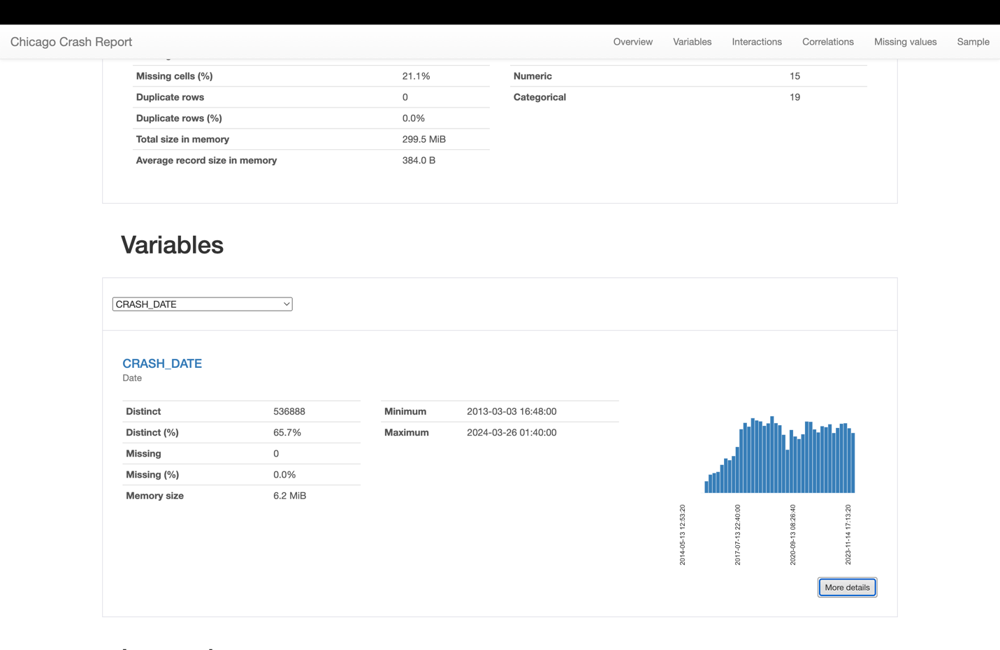 Chicago Crash Report
Overview Variables Interactions Correlations Missing values Sample
Missing cells (%) 21.1%
Duplicate rows 0
Duplicate rows (%) 0.0%
Total size in memory 299.5 MiB
Average record size in memory 384.0 B
Numeric 15
Categorical 19
Variables
CRASH_DATE
CRASH_DATE
Date
Distinct 536888
Distinct (%) 65.7%
Missing 0
Missing (%) 0.0%
Memory size 6.2 MiB
Minimum 2013-03-03 16:48:00
Maximum 2024-03-26 01:40:00
2014-05-13 12:53:20
2017-07-13 22:40:00
2020-09-13 08:26:40
2023-11-14 17:13:20
More details